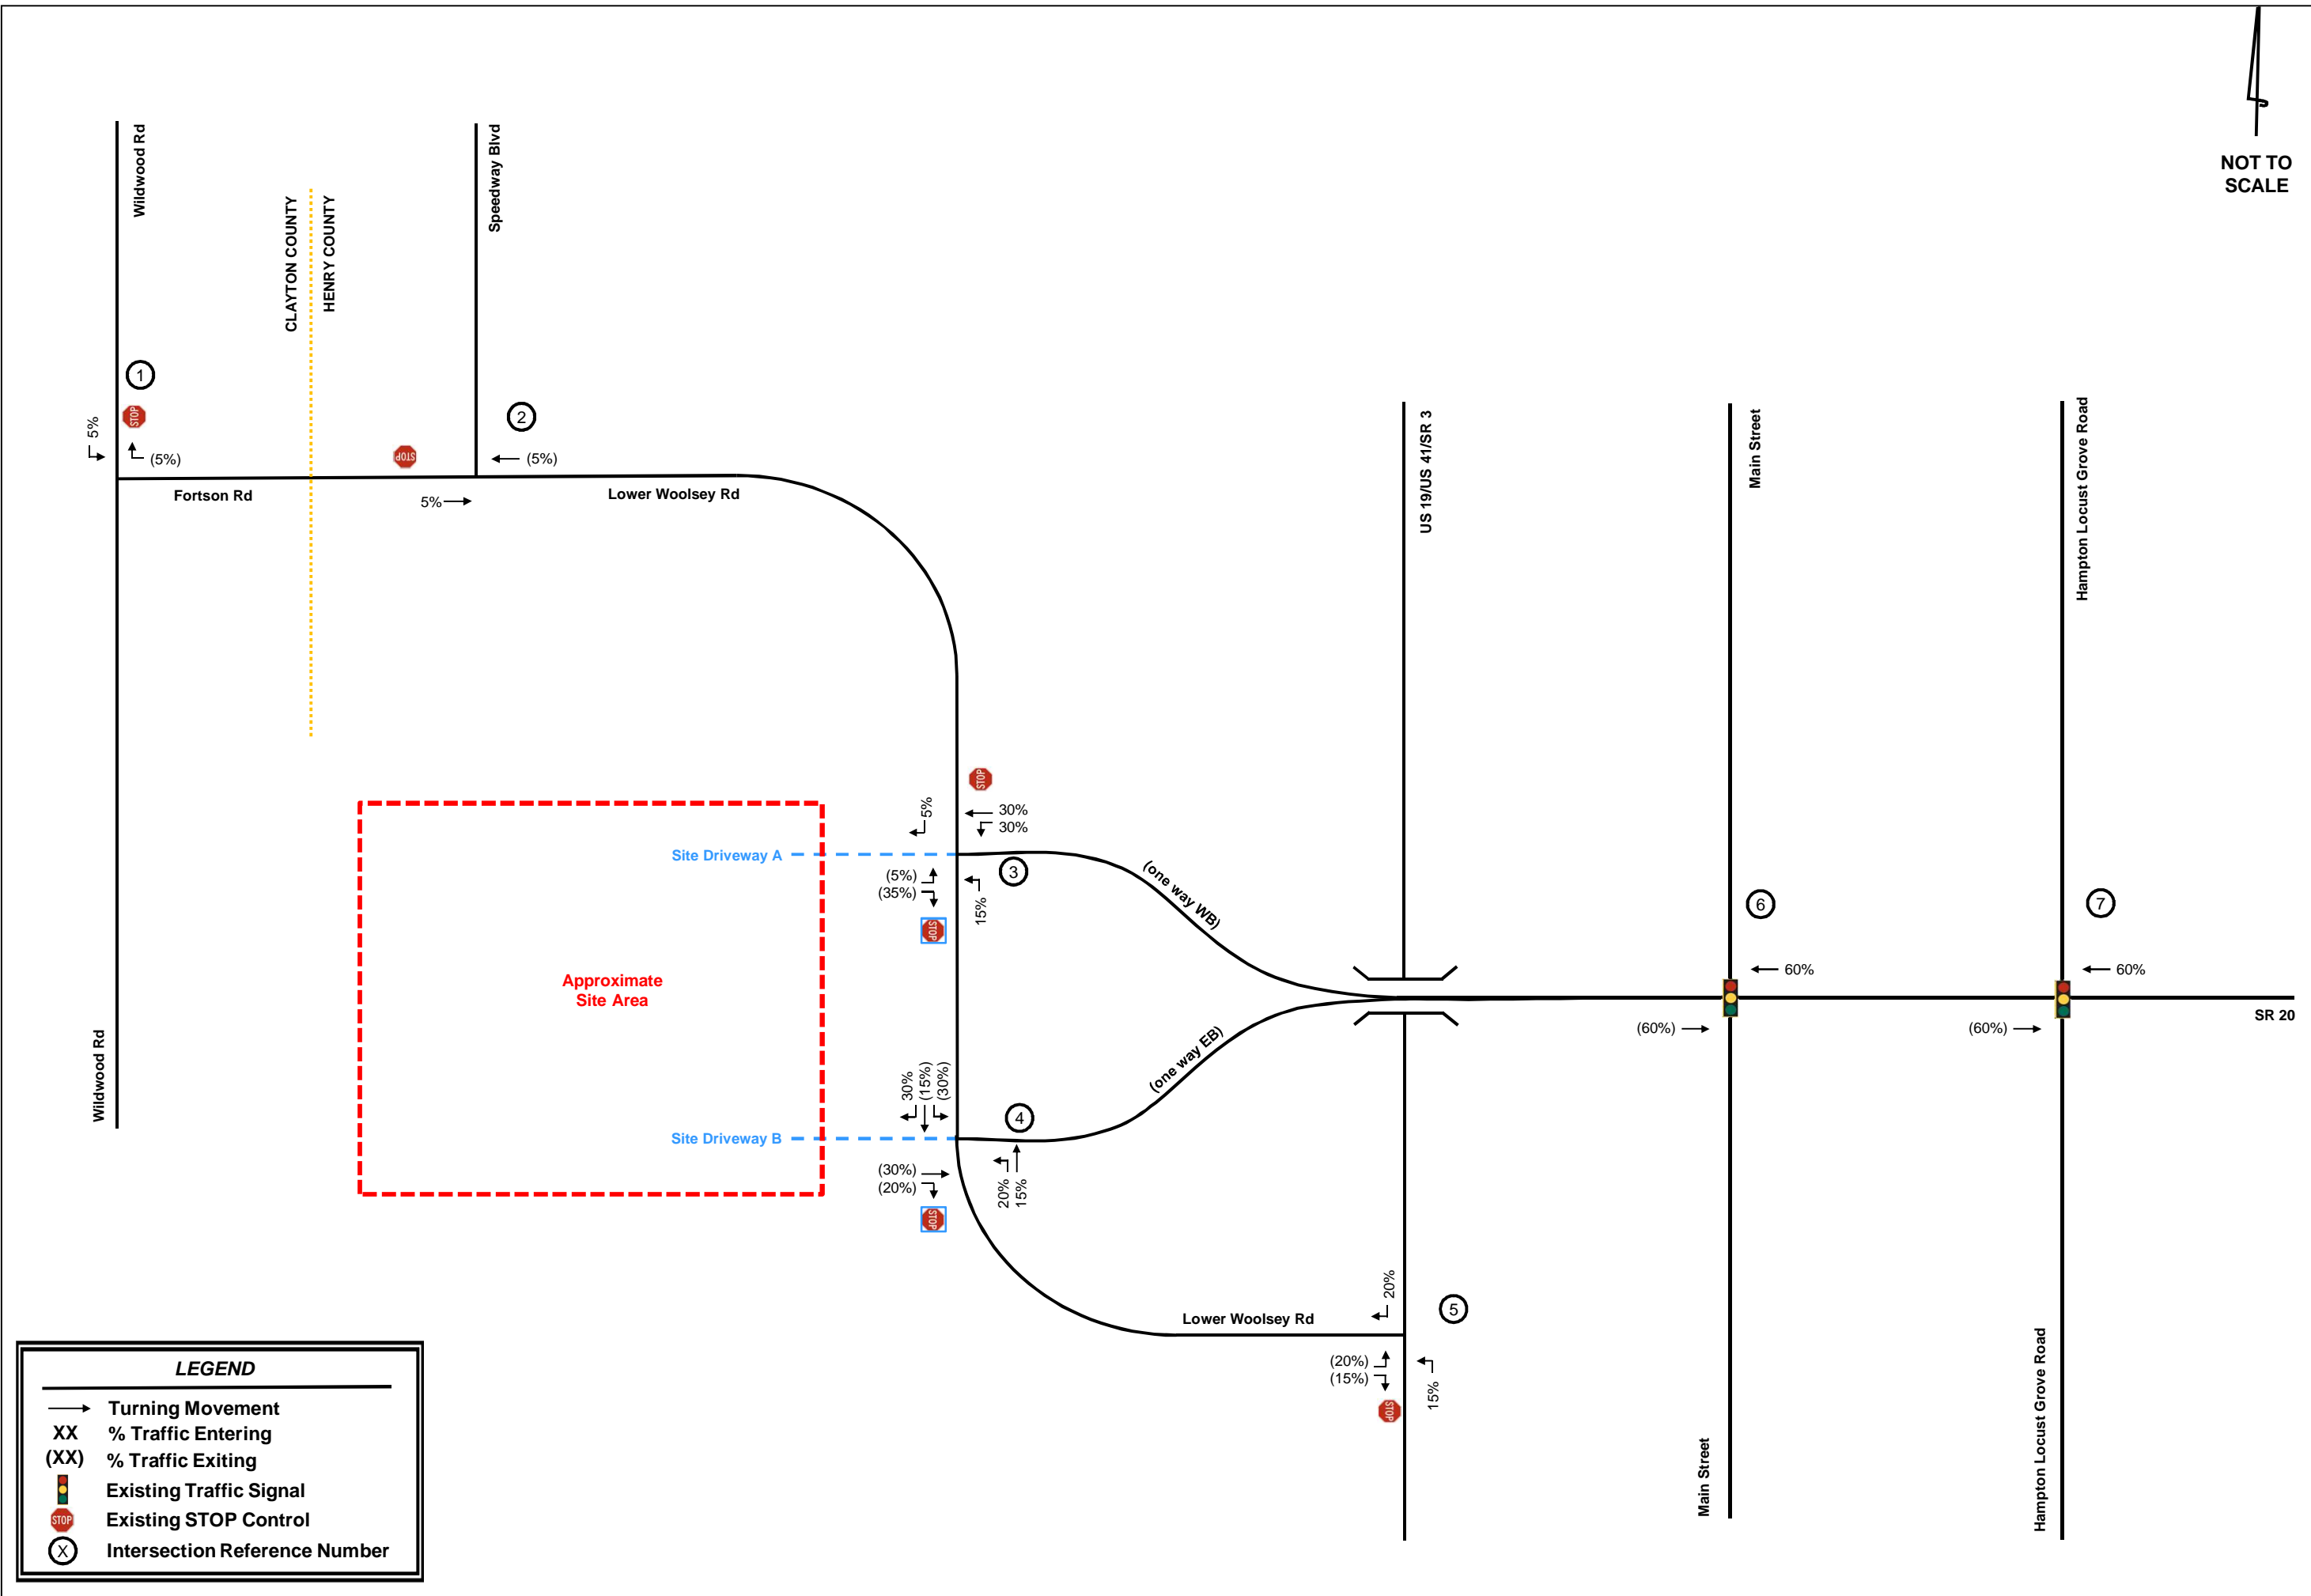 NOT TO
SCALE
Wildwood Rd
CLAYTON COUNTY
HENRY COUNTY
Speedway Blvd
1
STOP
5%
(5%)
Fortson Rd
STOP
2
(5%)
5%
Lower Woolsey Rd
US 19/US 41/SR 3
Main Street
Hampton Locust Grove Road
STOP
5%
30%
30%
Site Driveway A
3
(5%)
(35%)
STOP
15%
(one way WB)
Approximate
Site Area
6
60%
(60%)
7
60%
(60%)
SR 20
Wildwood Rd
30%
(15%)
(30%)
(one way EB)
4
Site Driveway B
(30%)
(20%)
STOP
20%
15%
20%
5
Lower Woolsey Rd
(20%)
(15%)
STOP
15%
Main Street
Hampton Locust Grove Road
LEGEND
Turning Movement
XX % Traffic Entering
(XX) % Traffic Exiting
Existing Traffic Signal
STOP Existing STOP Control
X Intersection Reference Number